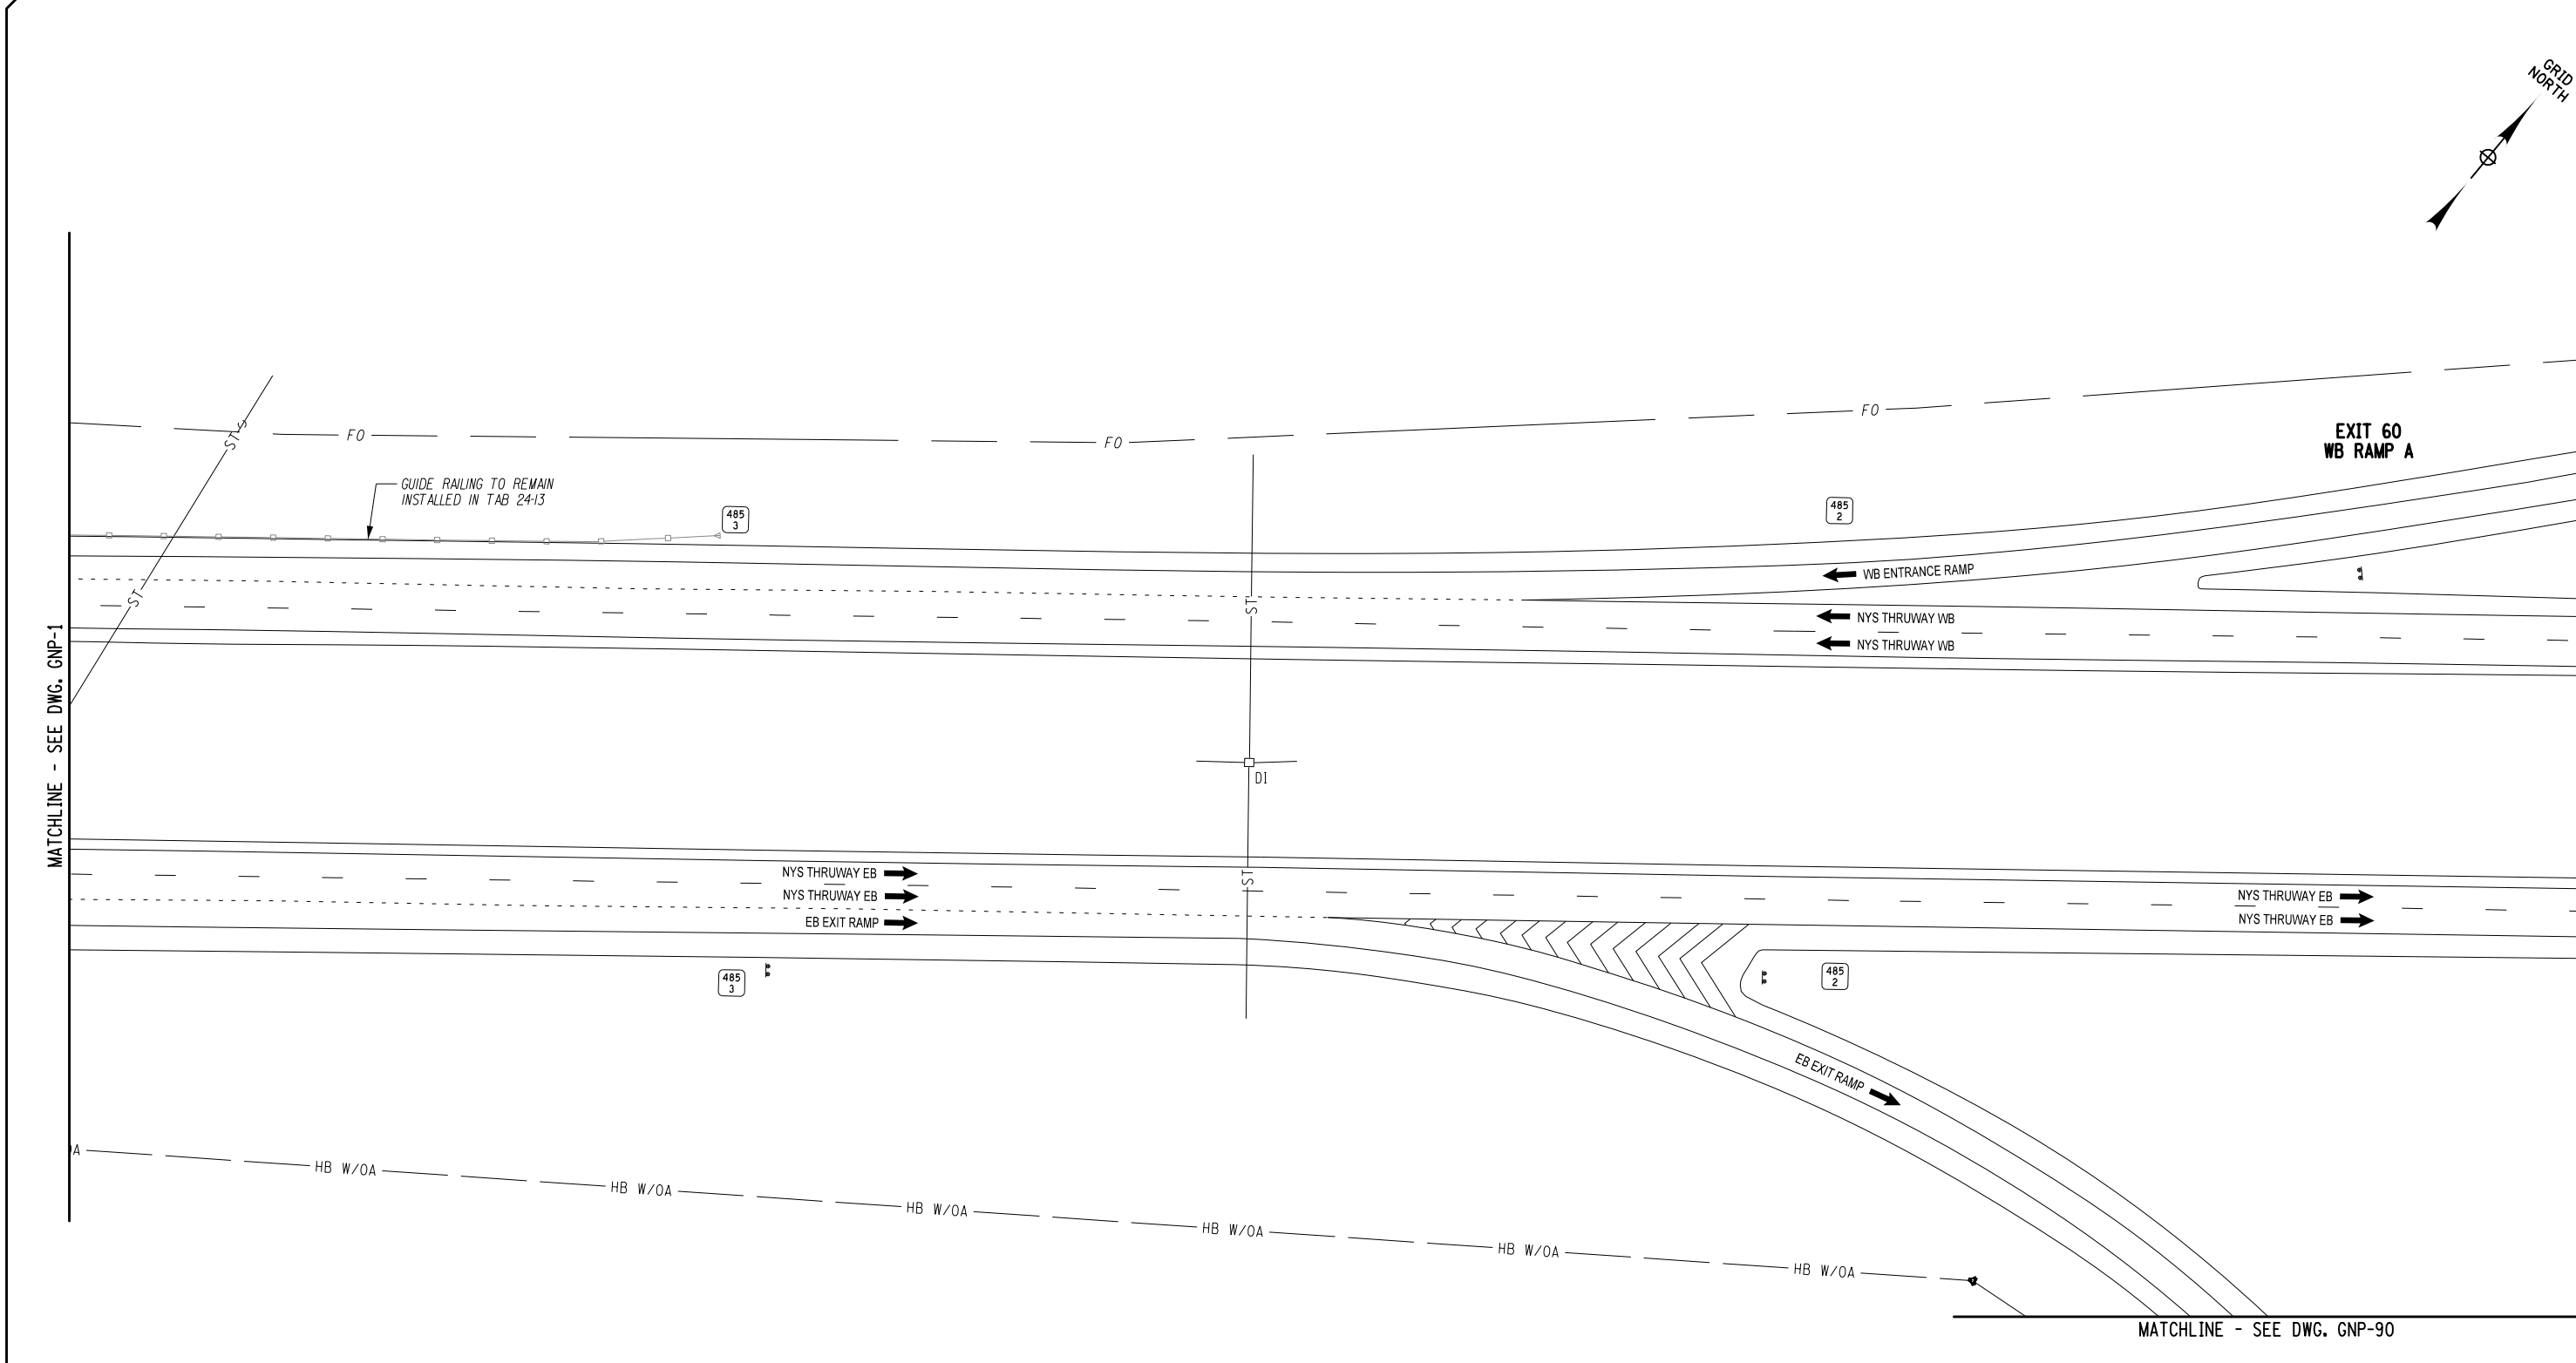 GRID
NORTH
FO
FO
FO
EXIT 60
WB RAMP A
ST
S
GUIDE RAILING TO REMAIN
INSTALLED IN TAB 24-13
485
3
485
2
WB ENTRANCE RAMP
ST
ST
NYS THRUWAY WB
NYS THRUWAY WB
MATCHLINE - SEE DWG. GNP-1
DI
NYS THRUWAY EB
NYS THRUWAY EB
EB EXIT RAMP
ST
NYS THRUWAY EB
NYS THRUWAY EB
485
3
485
2
EB EXIT RAMP
OA
HB W/OA
HB W/OA
HB W/OA
HB W/OA
HB W/OA
HB W/OA
MATCHLINE - SEE DWG. GNP-90